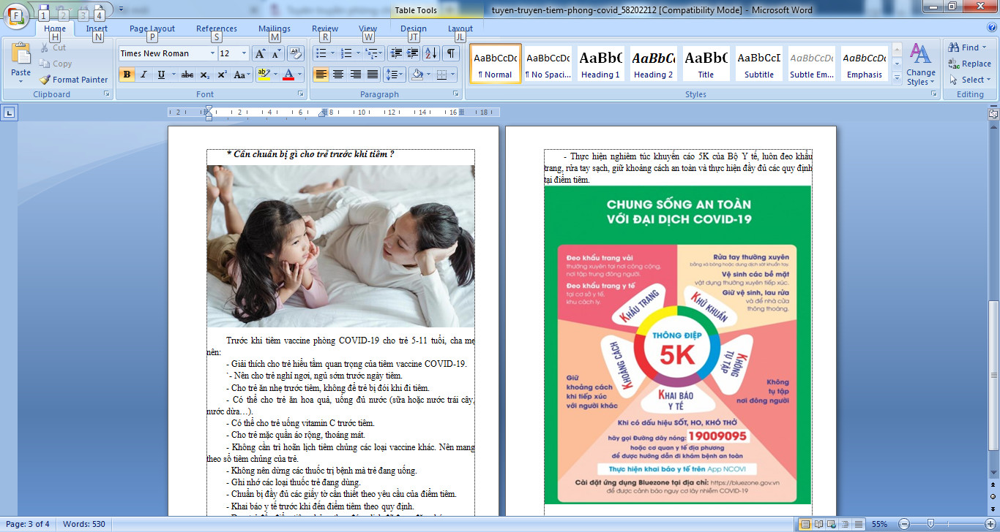 Table Tools
tuyen-truyen-tiem-phong-covid_58202212 [Compatibility Mode] - Microsoft Word
F 1 2 3 4
Home Insert Page Layout References Mailings Review View Design Layout
H N P S M R W JT JL
Cut
Copy
Format Painter
Paste
Clipboard
Times New Roman 12
B I U abc x₂ x² Aa
Font
Paragraph
AaBbCcDc AaBbCcDc AaBbC AaBbCc AaBbC AaBbCcI AaBbCcDc AaBbCcDc
¶ Normal ¶ No Spaci... Heading 1 Heading 2 Title Subtitle Subtle Em... Emphasis
Change
Styles
Styles
Find
Replace
Select
Editing
2 2 4 6 8 10 12 14 16 18
* Cần chuẩn bị gì cho trẻ trước khi tiêm ?
Trước khi tiêm vaccine phòng COVID-19 cho trẻ 5-11 tuổi, cha mẹ
nên:
- Giải thích cho trẻ hiểu tầm quan trọng của tiêm vaccine COVID-19.
`- Nên cho trẻ nghỉ ngơi, ngủ sớm trước ngày tiêm.
- Cho trẻ ăn nhẹ trước tiêm, không để trẻ bị đói khi đi tiêm.
- Có thể cho trẻ ăn hoa quả, uống đủ nước (sữa hoặc nước trái cây,
nước dừa…).
- Có thể cho trẻ uống vitamin C trước tiêm.
- Cho trẻ mặc quần áo rộng, thoáng mát.
- Không cần trì hoãn lịch tiêm chủng các loại vaccine khác. Nên mang
theo sổ tiêm chủng của trẻ.
- Không nên dừng các thuốc trị bệnh mà trẻ đang uống.
- Ghi nhớ các loại thuốc trẻ đang dùng.
- Chuẩn bị đầy đủ các giấy tờ cần thiết theo yêu cầu của điểm tiêm.
- Khai báo y tế trước khi đến điểm tiêm theo quy định.
- Thực hiện nghiêm túc khuyến cáo 5K của Bộ Y tế, luôn đeo khẩu
trang, rửa tay sạch, giữ khoảng cách an toàn và thực hiện đầy đủ các quy định
tại điểm tiêm.
CHUNG SỐNG AN TOÀN
VỚI ĐẠI DỊCH COVID-19
Đeo khẩu trang vải
thường xuyên tại nơi công cộng,
nơi tập trung đông người.
Đeo khẩu trang y tế
tại cơ sở y tế,
khu cách ly.
Rửa tay thường xuyên
bằng xà bông hoặc dung dịch sát khuẩn tay.
Vệ sinh các bề mặt
vật dụng thường xuyên tiếp xúc.
Giữ vệ sinh, lau rửa
và để nhà cửa
thông thoáng.
KHẨU TRANG
KHỬ KHUẨN
THÔNG ĐIỆP
5K
KHOẢNG CÁCH
KHÔNG
TỤ TẬP
KHAI BÁO
Y TẾ
Giữ
khoảng cách
khi tiếp xúc
với người khác
Không
tụ tập
nơi đông người
Khi có dấu hiệu SỐT, HO, KHÓ THỞ
hãy gọi Đường dây nóng: 19009095
hoặc cơ quan y tế địa phương
để được hướng dẫn đi khám bệnh an toàn
Thực hiện khai báo y tế trên App NCOVI
Cài đặt ứng dụng Bluezone tại địa chỉ: https://bluezone.gov.vn
để được cảnh báo nguy cơ lây nhiễm COVID-19
Page: 3 of 4 Words: 530 55%